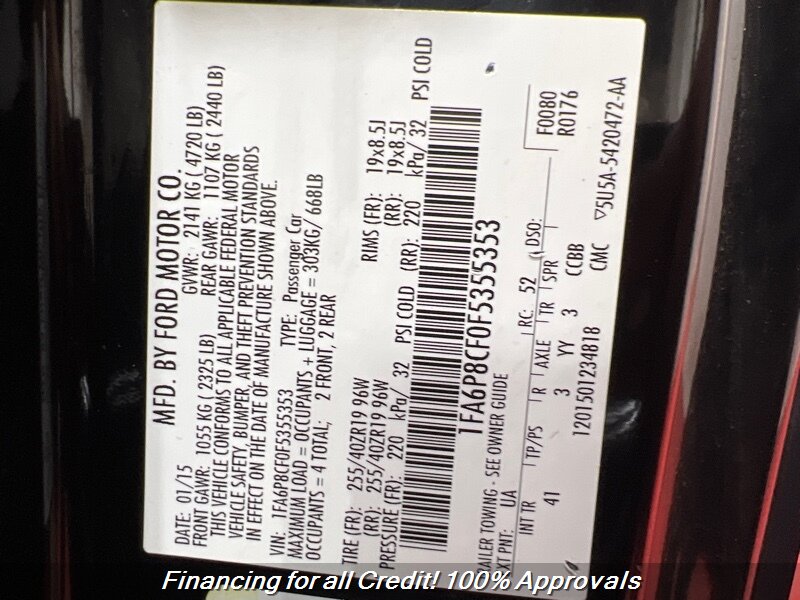 MFD. BY FORD MOTOR CO.
DATE: 01/15 GVWR: 2141 KG ( 4720 LB)
FRONT GAWR: 1055 KG ( 2325 LB) REAR GAWR: 1107 KG ( 2440 LB)
THIS VEHICLE CONFORMS TO ALL APPLICABLE FEDERAL MOTOR
VEHICLE SAFETY, BUMPER, AND THEFT PREVENTION STANDARDS
IN EFFECT ON THE DATE OF MANUFACTURE SHOWN ABOVE.
VIN: 1FA6P8CF0F5355353 TYPE: Passenger Car
MAXIMUM LOAD = OCCUPANTS + LUGGAGE = 303KG/ 668LB
OCCUPANTS = 4 TOTAL; 2 FRONT, 2 REAR
TIRE (FR): 255/40ZR19 96W RIMS (FR): 19x8.5J
(RR): 255/40ZR19 96W (RR): 19x8.5J
PRESSURE (FR): 220 kPa/ 32 PSI COLD (RR): 220 kPa/ 32 PSI COLD
1FA6P8CF0F5355353
TRAILER TOWING - SEE OWNER GUIDE F0080
EXT PNT: UA RC: 52 DSO: R0176
INT TR TP/PS R AXLE TR SPR
41 3 YY 3 CCBB
1201501234818 CMC ▽5U5A-5420472-AA
Financing for all Credit! 100% Approvals